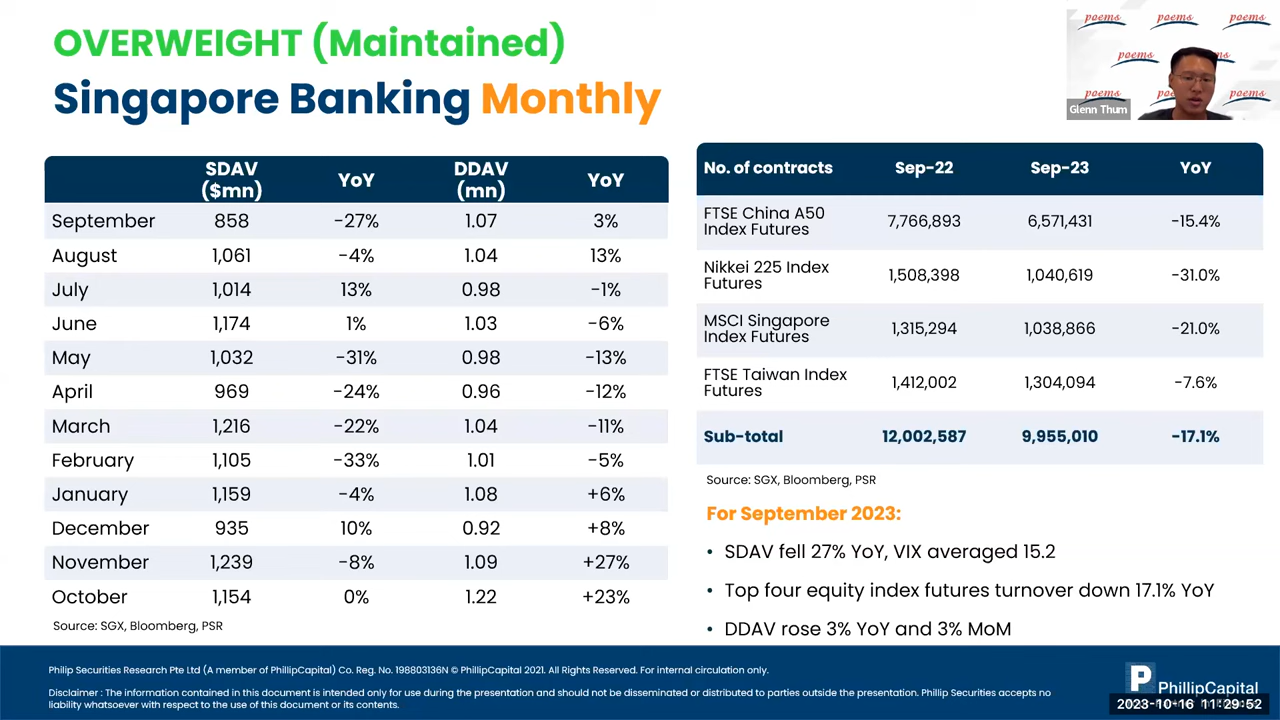 OVERWEIGHT (Maintained)
Singapore Banking Monthly
poems poems poems
poems poems
poems poems poems
Glenn Thum
SDAV ($mn) YoY DDAV (mn) YoY
September 858 -27% 1.07 3%
August 1,061 -4% 1.04 13%
July 1,014 13% 0.98 -1%
June 1,174 1% 1.03 -6%
May 1,032 -31% 0.98 -13%
April 969 -24% 0.96 -12%
March 1,216 -22% 1.04 -11%
February 1,105 -33% 1.01 -5%
January 1,159 -4% 1.08 +6%
December 935 10% 0.92 +8%
November 1,239 -8% 1.09 +27%
October 1,154 0% 1.22 +23%
Source: SGX, Bloomberg, PSR
No. of contracts Sep-22 Sep-23 YoY
FTSE China A50 Index Futures 7,766,893 6,571,431 -15.4%
Nikkei 225 Index Futures 1,508,398 1,040,619 -31.0%
MSCI Singapore Index Futures 1,315,294 1,038,866 -21.0%
FTSE Taiwan Index Futures 1,412,002 1,304,094 -7.6%
Sub-total 12,002,587 9,955,010 -17.1%
Source: SGX, Bloomberg, PSR
For September 2023:
• SDAV fell 27% YoY, VIX averaged 15.2
• Top four equity index futures turnover down 17.1% YoY
• DDAV rose 3% YoY and 3% MoM
Philip Securities Research Pte Ltd (A member of PhillipCapital) Co. Reg. No. 198803136N © PhillipCapital 2021. All Rights Reserved. For internal circulation only.
Disclaimer : The information contained in this document is intended only for use during the presentation and should not be disseminated or distributed to parties outside the presentation. Phillip Securities accepts no
liability whatsoever with respect to the use of this document or its contents.
PhillipCapital
2023-10-16 11:29:52